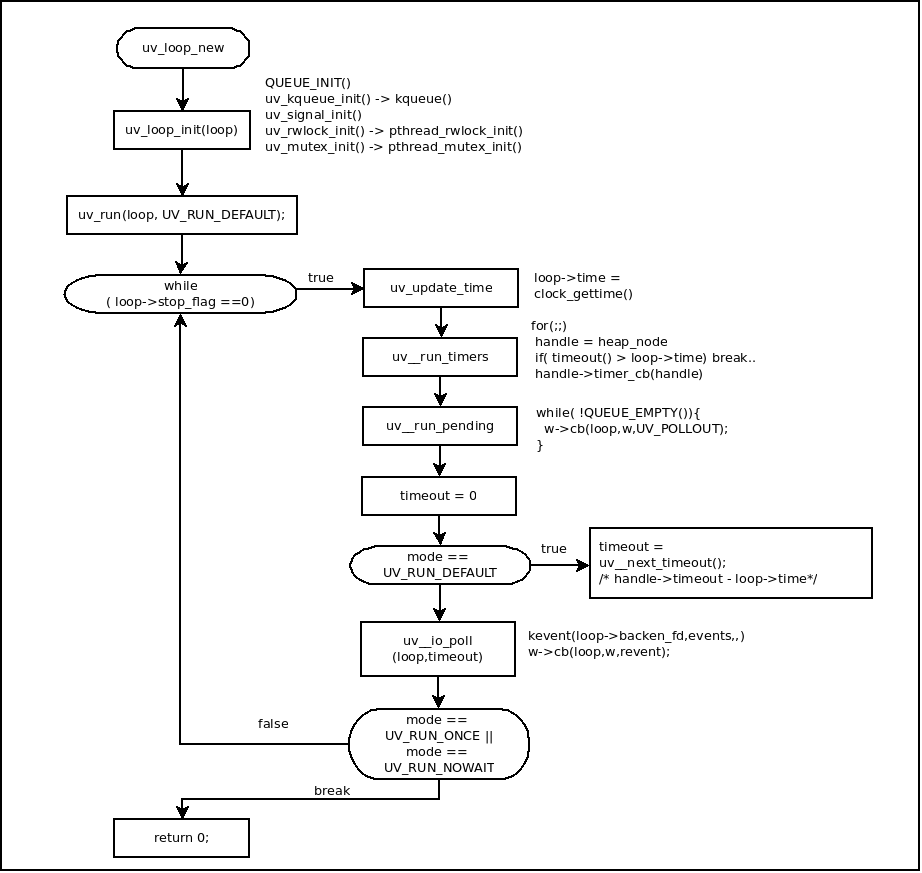 uv_loop_new
QUEUE_INIT()
uv_kqueue_init() -> kqueue()
uv_signal_init()
uv_rwlock_init() -> pthread_rwlock_init()
uv_mutex_init() -> pthread_mutex_init()
uv_loop_init(loop)
uv_run(loop, UV_RUN_DEFAULT);
while
( loop->stop_flag ==0)
true
uv_update_time
loop->time =
clock_gettime()
uv__run_timers
for(;;)
handle = heap_node
if( timeout() > loop->time) break..
handle->timer_cb(handle)
uv__run_pending
while( !QUEUE_EMPTY()){
w->cb(loop,w,UV_POLLOUT);
}
timeout = 0
mode ==
UV_RUN_DEFAULT
true
timeout =
uv__next_timeout();
/* handle->timeout - loop->time*/
uv__io_poll
(loop,timeout)
kevent(loop->backen_fd,events,,)
w->cb(loop,w,revent);
mode ==
UV_RUN_ONCE ||
mode ==
UV_RUN_NOWAIT
false
break
return 0;